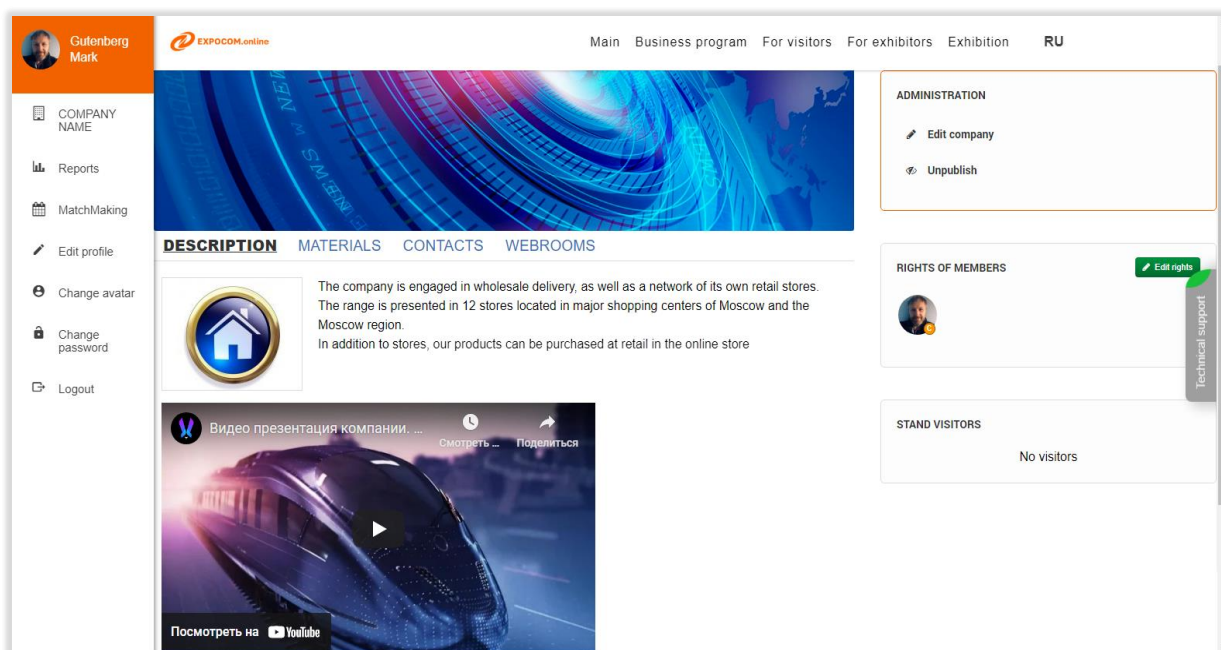 Gutenberg
Mark
COMPANY
NAME
Reports
MatchMaking
Edit profile
Change avatar
Change
password
Logout
EXPOCOM.online
Main Business program For visitors For exhibitors Exhibition RU
NEWS
DESCRIPTION MATERIALS CONTACTS WEBROOMS
The company is engaged in wholesale delivery, as well as a network of its own retail stores.
The range is presented in 12 stores located in major shopping centers of Moscow and the
Moscow region.
In addition to stores, our products can be purchased at retail in the online store
Видео презентация компании. ...
Смотреть ...
Поделиться
Посмотреть на YouTube
ADMINISTRATION
Edit company
Unpublish
RIGHTS OF MEMBERS
Edit rights
C
STAND VISITORS
No visitors
Technical support